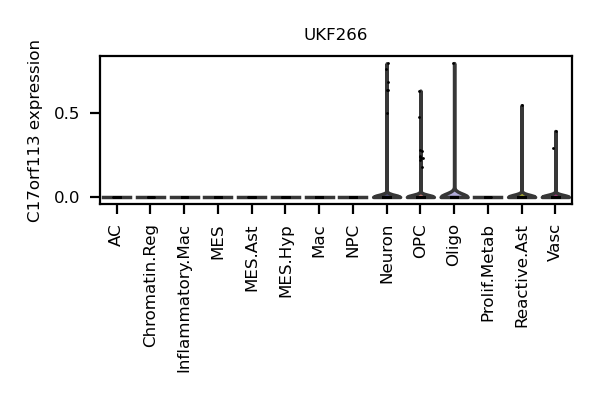 UKF266
C17orf113 expression
0.5
0.0
AC
Chromatin.Reg
Inflammatory.Mac
MES
MES.Ast
MES.Hyp
Mac
NPC
Neuron
OPC
Oligo
Prolif.Metab
Reactive.Ast
Vasc